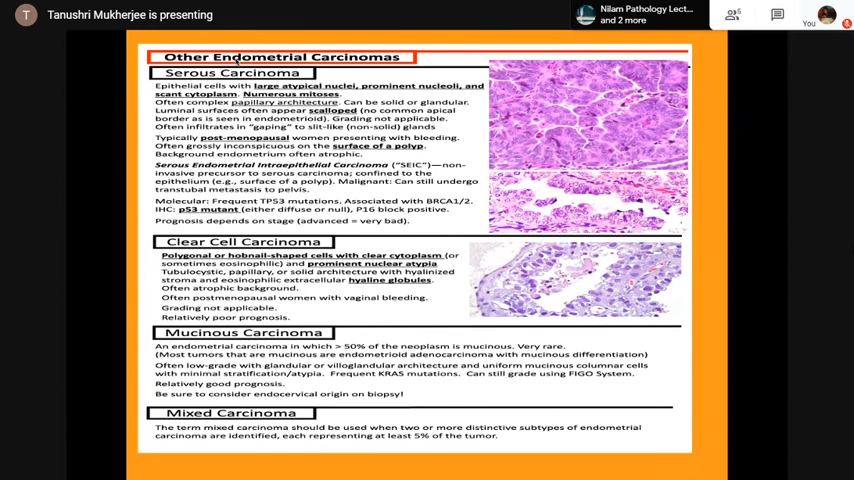 T Tanushri Mukherjee is presenting
Nilam Pathology Lect...
and 2 more
6
You
Other Endometrial Carcinomas
Serous Carcinoma
Epithelial cells with large atypical nuclei, prominent nucleoli, and
scant cytoplasm. Numerous mitoses.
Often complex papillary architecture. Can be solid or glandular.
Luminal surfaces often appear scalloped (no common apical
border as is seen in endometrioid). Grading not applicable.
Often infiltrates in "gaping" to slit-like (non-solid) glands
Typically post-menopausal women presenting with bleeding.
Often grossly inconspicuous on the surface of a polyp.
Background endometrium often atrophic.
Serous Endometrial Intraepithelial Carcinoma ("SEIC")—non-
invasive precursor to serous carcinoma; confined to the
epithelium (e.g., surface of a polyp). Malignant: Can still undergo
transtubal metastasis to pelvis.
Molecular: Frequent TP53 mutations. Associated with BRCA1/2.
IHC: p53 mutant (either diffuse or null), P16 block positive.
Prognosis depends on stage (advanced = very bad).
Clear Cell Carcinoma
Polygonal or hobnail-shaped cells with clear cytoplasm (or
sometimes eosinophilic) and prominent nuclear atypia
Tubulocystic, papillary, or solid architecture with hyalinized
stroma and eosinophilic extracellular hyaline globules.
Often atrophic background.
Often postmenopausal women with vaginal bleeding.
Grading not applicable.
Relatively poor prognosis.
Mucinous Carcinoma
An endometrial carcinoma in which > 50% of the neoplasm is mucinous. Very rare.
(Most tumors that are mucinous are endometrioid adenocarcinoma with mucinous differentiation)
Often low-grade with glandular or villoglandular architecture and uniform mucinous columnar cells
with minimal stratification/atypia. Frequent KRAS mutations. Can still grade using FIGO System.
Relatively good prognosis.
Be sure to consider endocervical origin on biopsy!
Mixed Carcinoma
The term mixed carcinoma should be used when two or more distinctive subtypes of endometrial
carcinoma are identified, each representing at least 5% of the tumor.